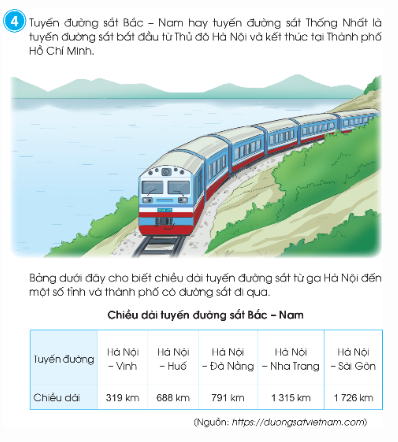 4 Tuyến đường sắt Bắc – Nam hay tuyến đường sắt Thống Nhất là
tuyến đường sắt bắt đầu từ Thủ đô Hà Nội và kết thúc tại Thành phố
Hồ Chí Minh.
Bảng dưới đây cho biết chiều dài tuyến đường sắt từ ga Hà Nội đến
một số tỉnh và thành phố có đường sắt đi qua.
Chiều dài tuyến đường sắt Bắc – Nam
Tuyến đường | Hà Nội – Vinh | Hà Nội – Huế | Hà Nội – Đà Nẵng | Hà Nội – Nha Trang | Hà Nội – Sài Gòn
Chiều dài | 319 km | 688 km | 791 km | 1 315 km | 1 726 km
(Nguồn: https://duongsatvietnam.com)